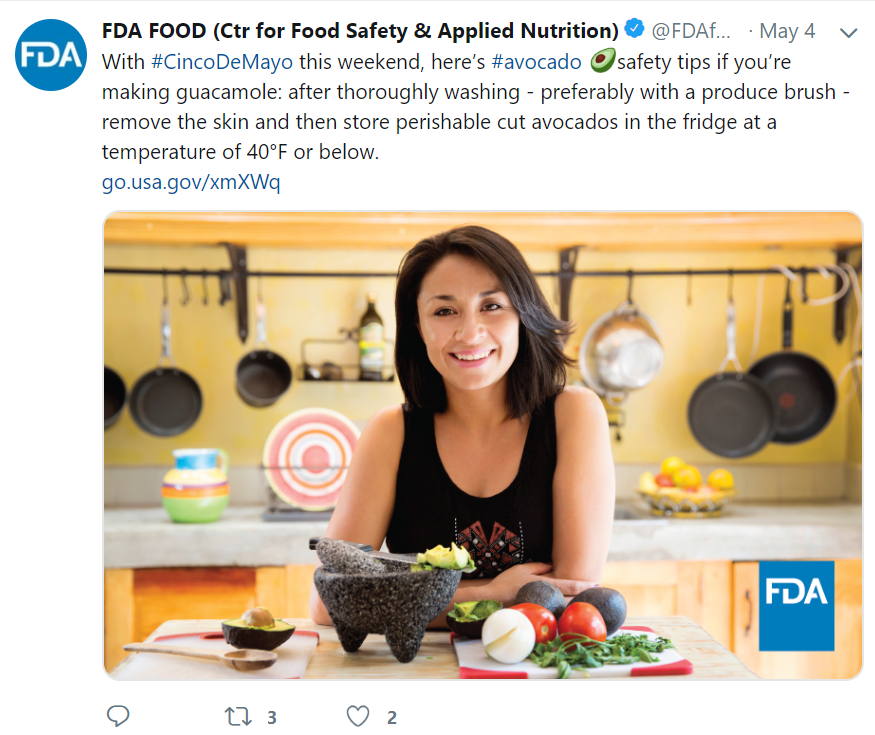 FDA
FDA FOOD (Ctr for Food Safety & Applied Nutrition) @FDAf... · May 4
With #CincoDeMayo this weekend, here's #avocado 🥑safety tips if you're
making guacamole: after thoroughly washing - preferably with a produce brush -
remove the skin and then store perishable cut avocados in the fridge at a
temperature of 40°F or below.
go.usa.gov/xmXWq
FDA
3 2